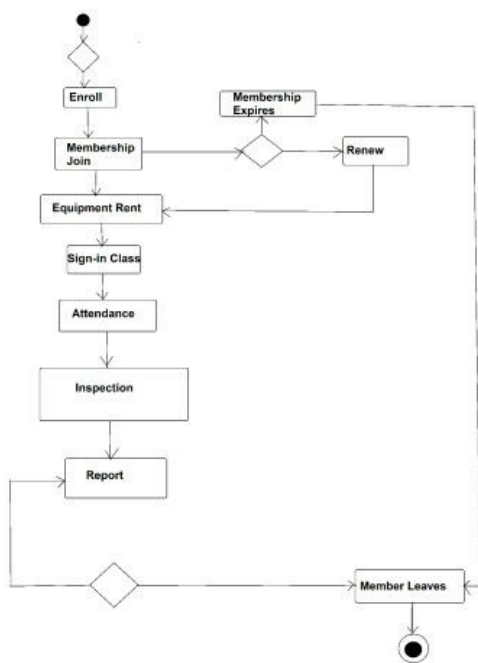 Enroll
Membership
Expires
Membership
Join
Renew
Equipment Rent
Sign-in Class
Attendance
Inspection
Report
Member Leaves